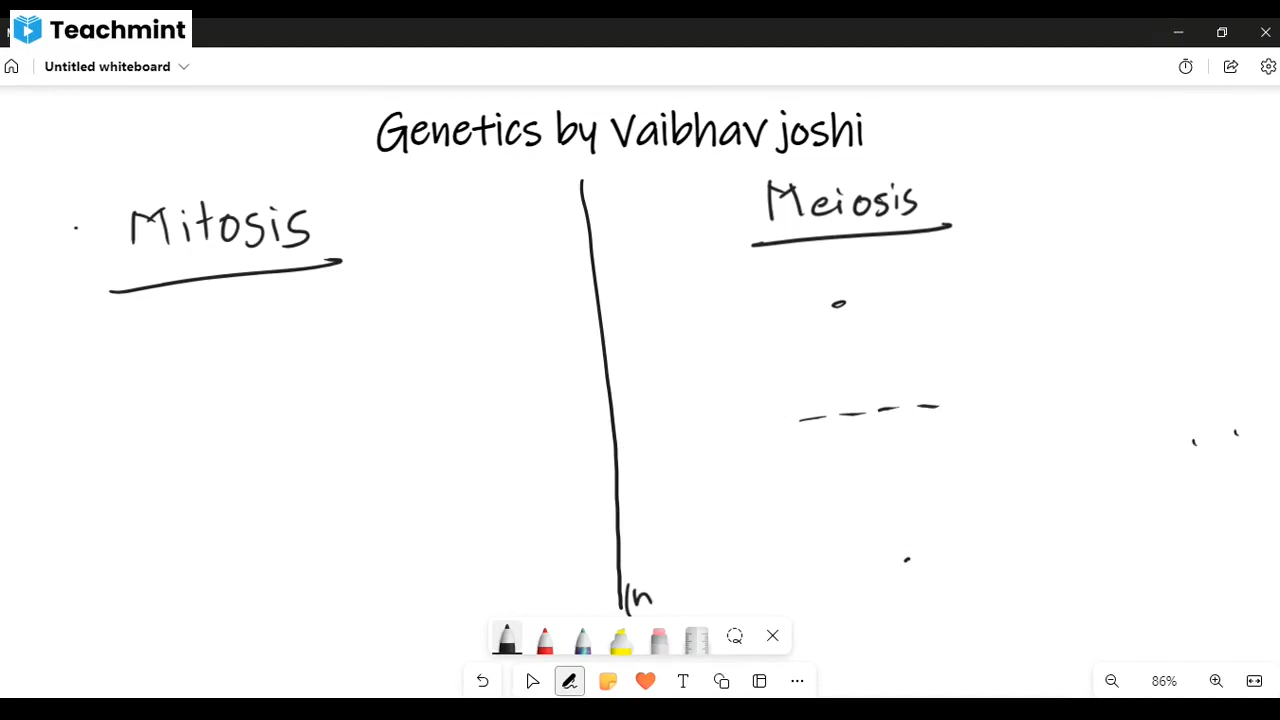 Teachmint
Untitled whiteboard
Genetics by Vaibhav joshi
Mitosis
Meiosis
(n
T
86%